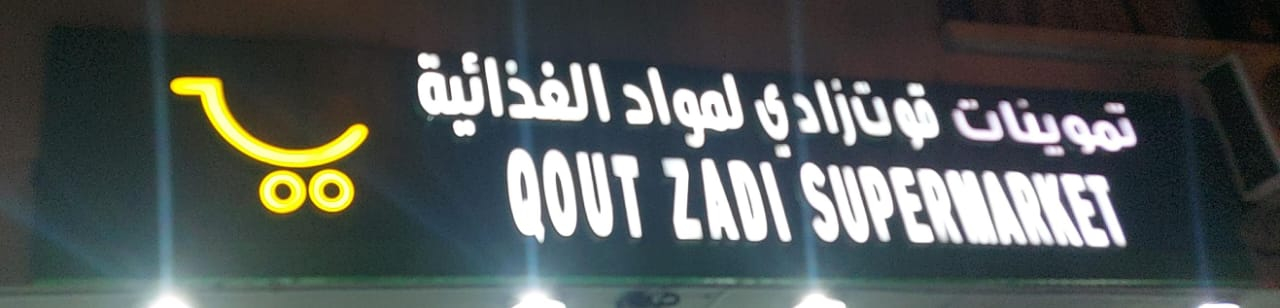 تموينات قوت زادي لمواد الغذائية
QOUT ZADI SUPERMARKET